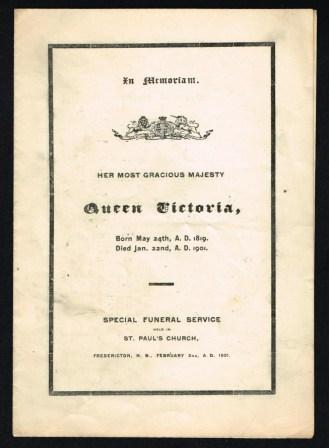 In Memoriam.
HER MOST GRACIOUS MAJESTY
Queen Victoria,
Born May 24th, A. D. 1819.
Died Jan. 22nd, A. D. 1901.
SPECIAL FUNERAL SERVICE
HELD IN
ST. PAUL'S CHURCH,
FREDERICTON, N. B., FEBRUARY 2ND, A. D. 1901.